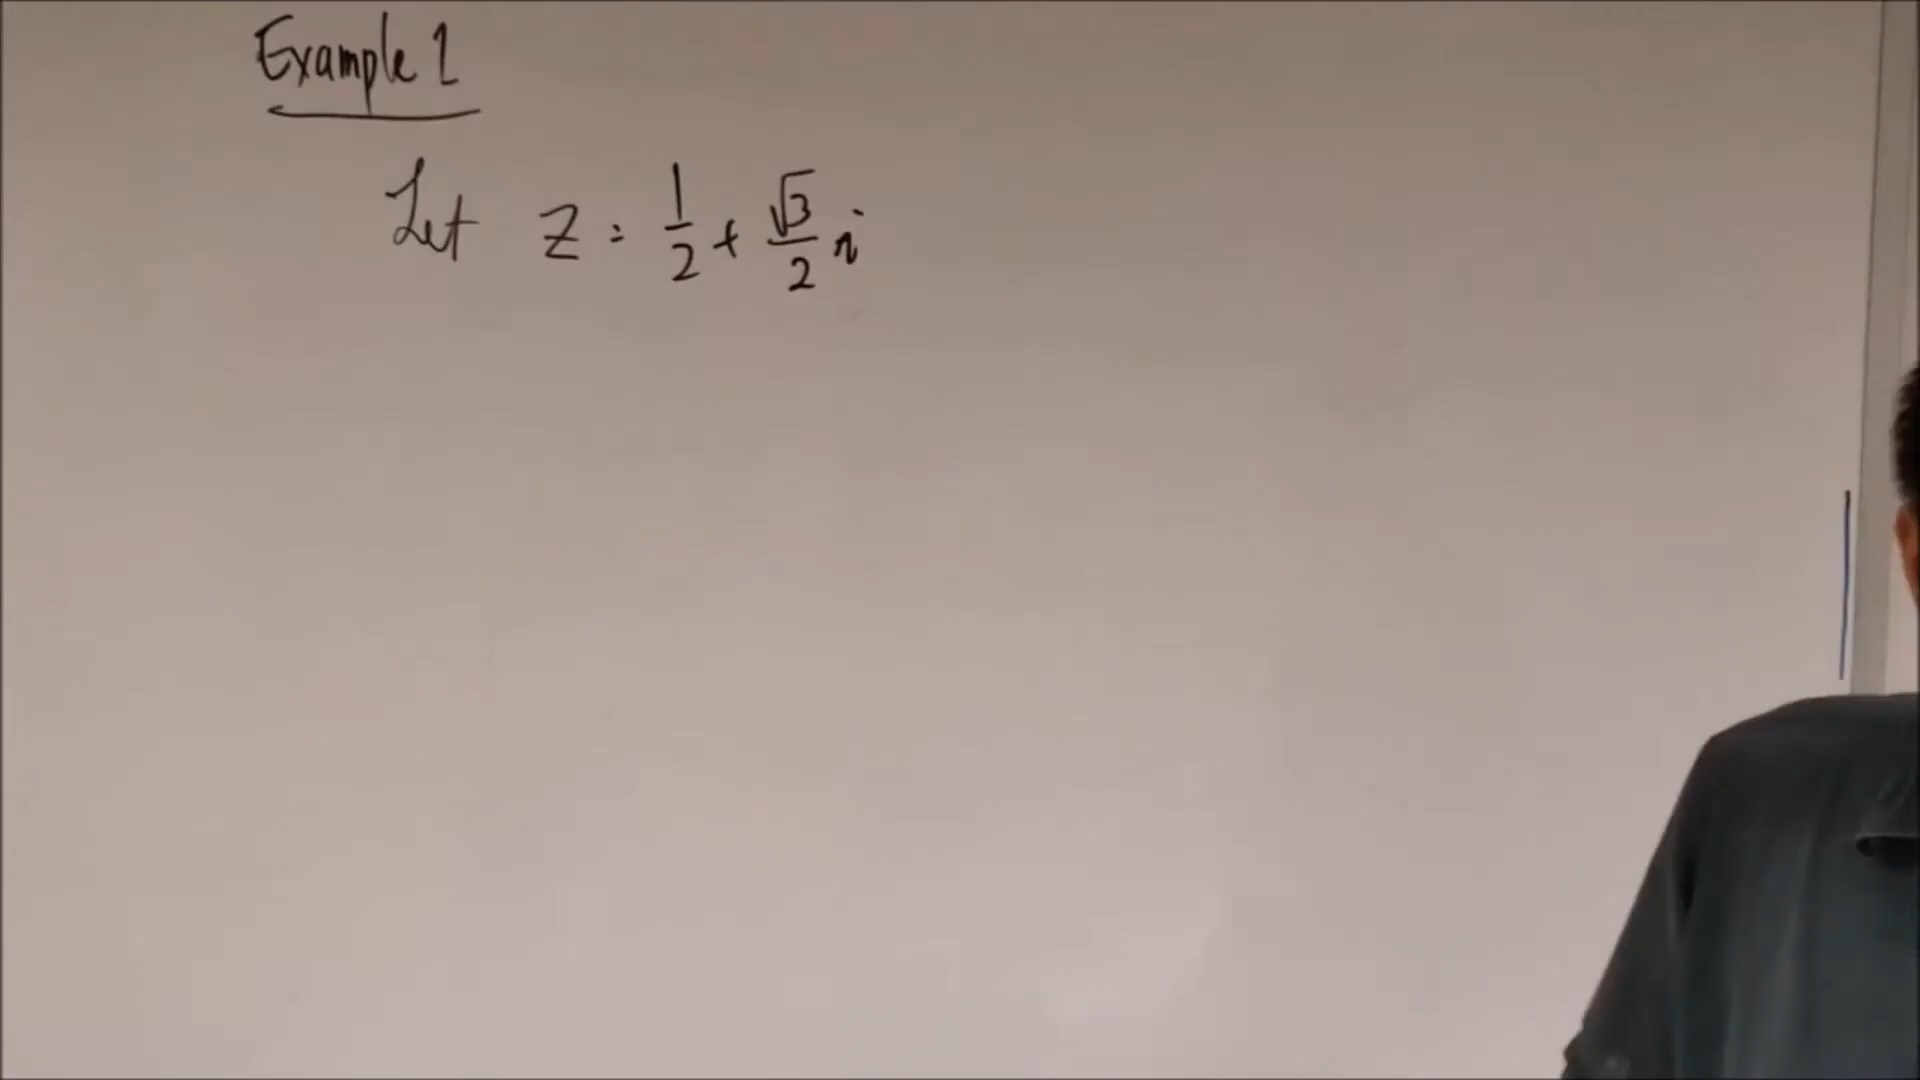 Example 1
Let z = 1/2 + √3/2 i